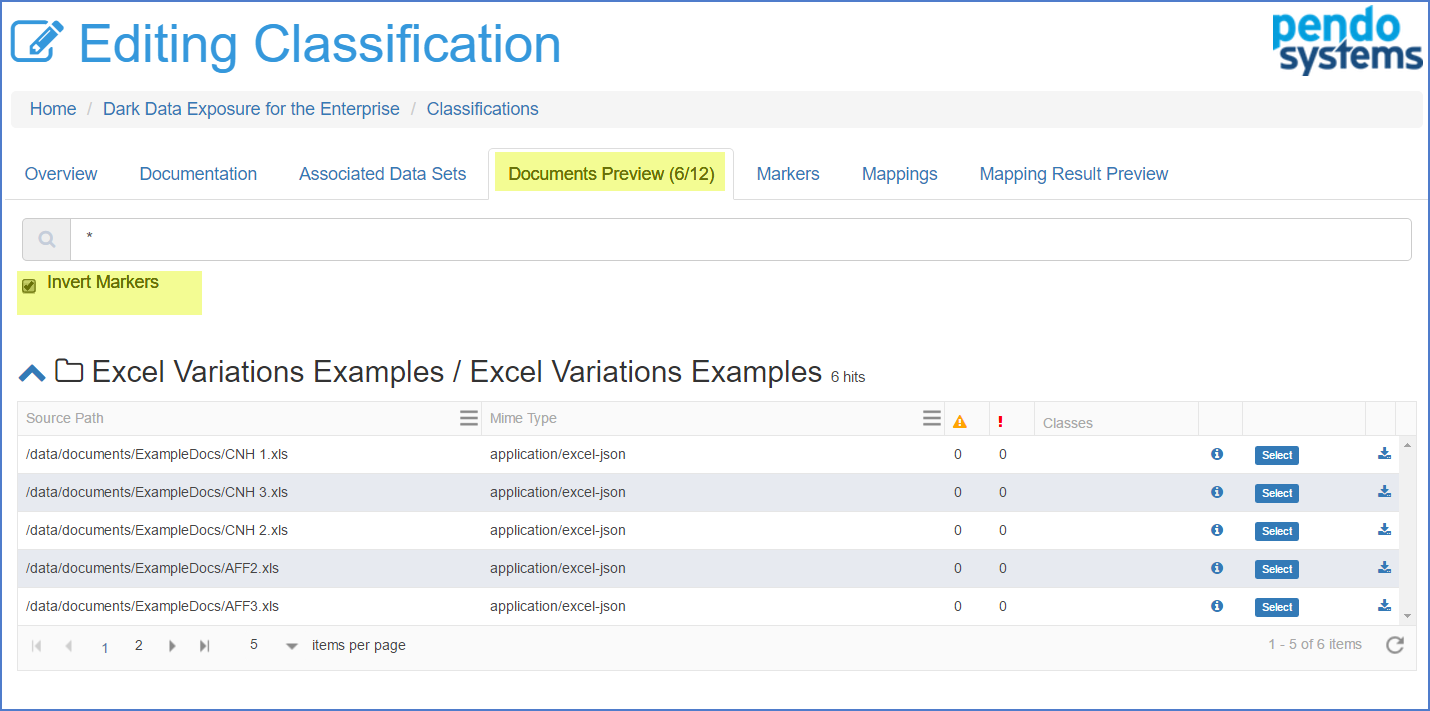 Editing Classification
pendo
systems
Home / Dark Data Exposure for the Enterprise / Classifications
Overview Documentation Associated Data Sets Documents Preview (6/12) Markers Mappings Mapping Result Preview
*
Invert Markers
Excel Variations Examples / Excel Variations Examples 6 hits
Source Path Mime Type ! Classes
/data/documents/ExampleDocs/CNH 1.xls application/excel-json 0 0 Select
/data/documents/ExampleDocs/CNH 3.xls application/excel-json 0 0 Select
/data/documents/ExampleDocs/CNH 2.xls application/excel-json 0 0 Select
/data/documents/ExampleDocs/AFF2.xls application/excel-json 0 0 Select
/data/documents/ExampleDocs/AFF3.xls application/excel-json 0 0 Select
1 2 5 items per page 1 - 5 of 6 items